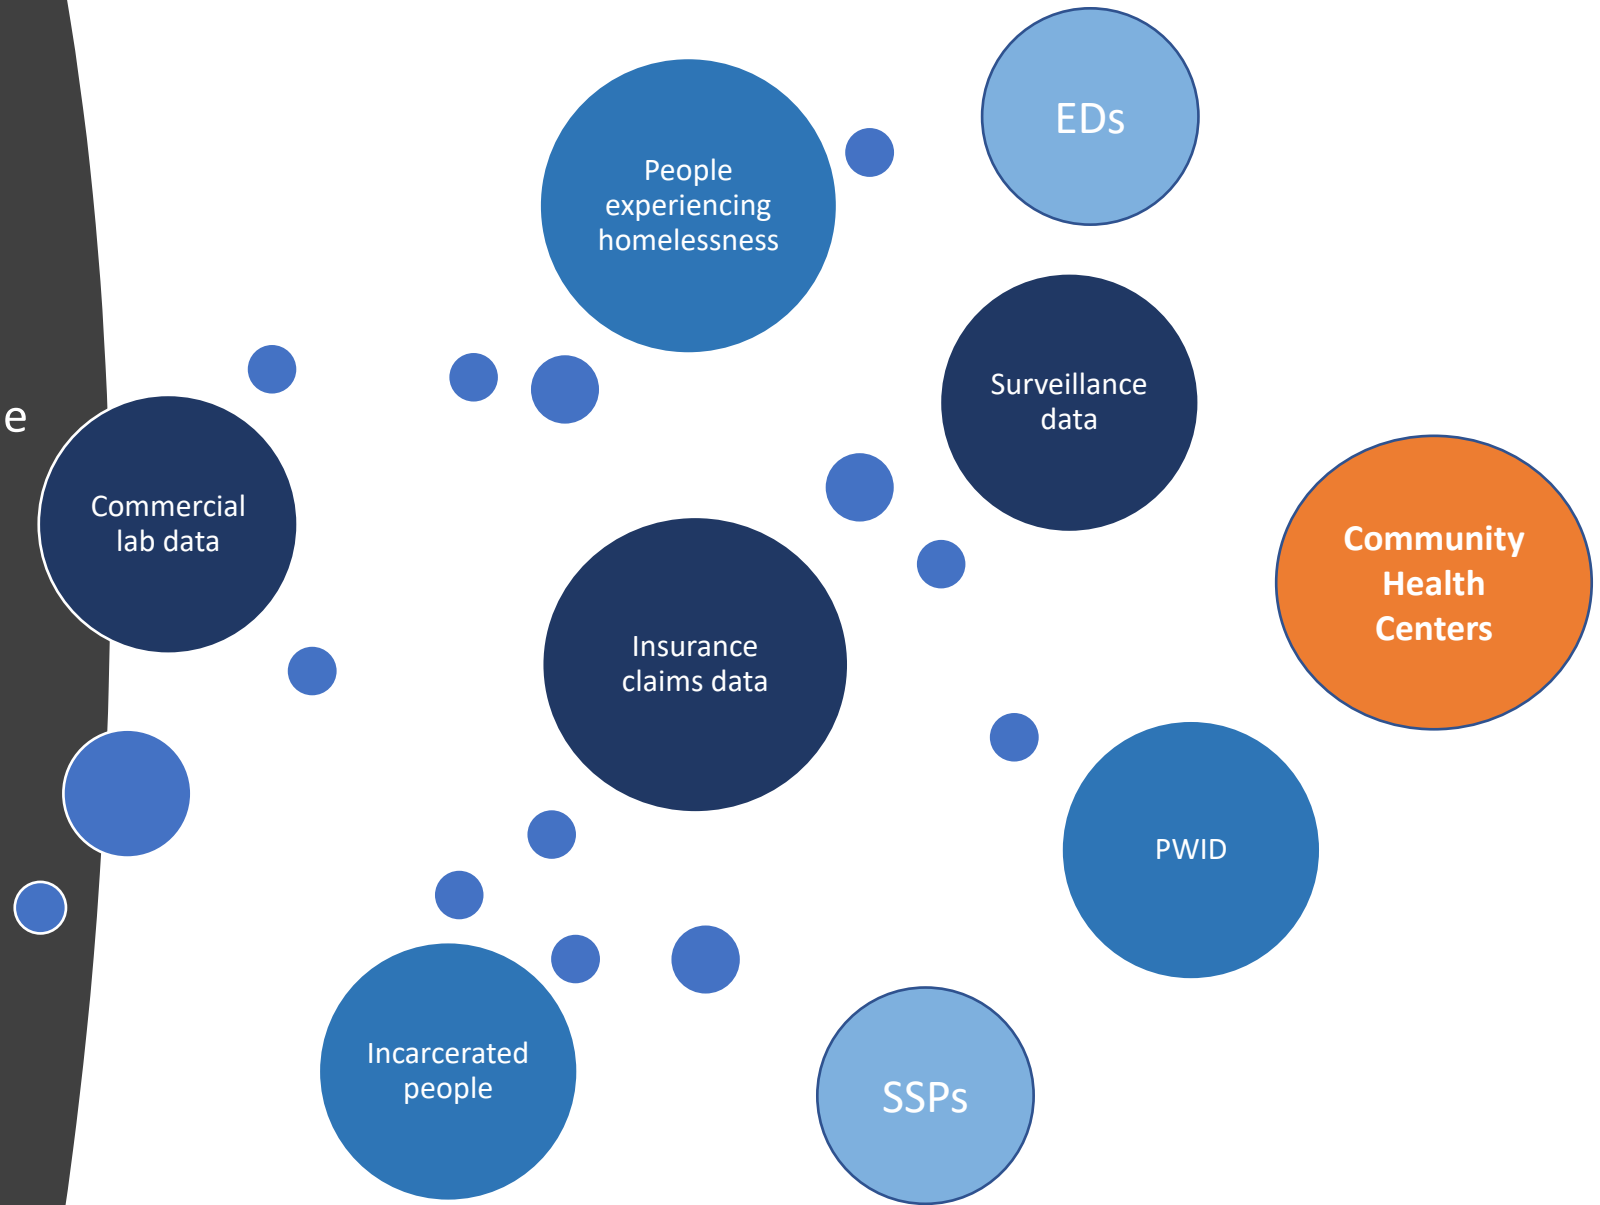 EDs
People
experiencing
homelessness
Surveillance
data
e
Commercial
lab data
Community
Health
Centers
Insurance
claims data
PWID
Incarcerated
people
SSPs